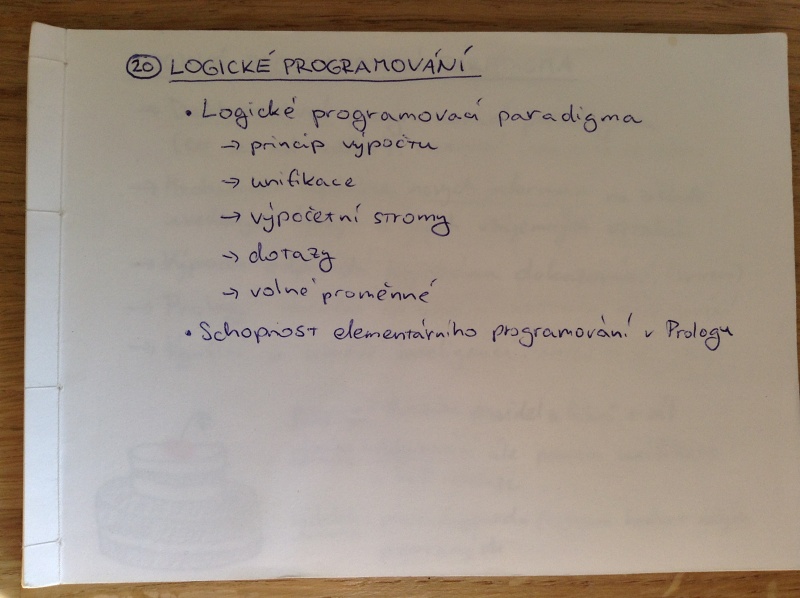 20 LOGICKÉ PROGRAMOVÁNÍ
• Logické programovací paradigma
→ princip výpočtu
→ unifikace
→ výpočetní stromy
→ dotazy
→ volné proměnné
• Schopnost elementárního programování v Prologu